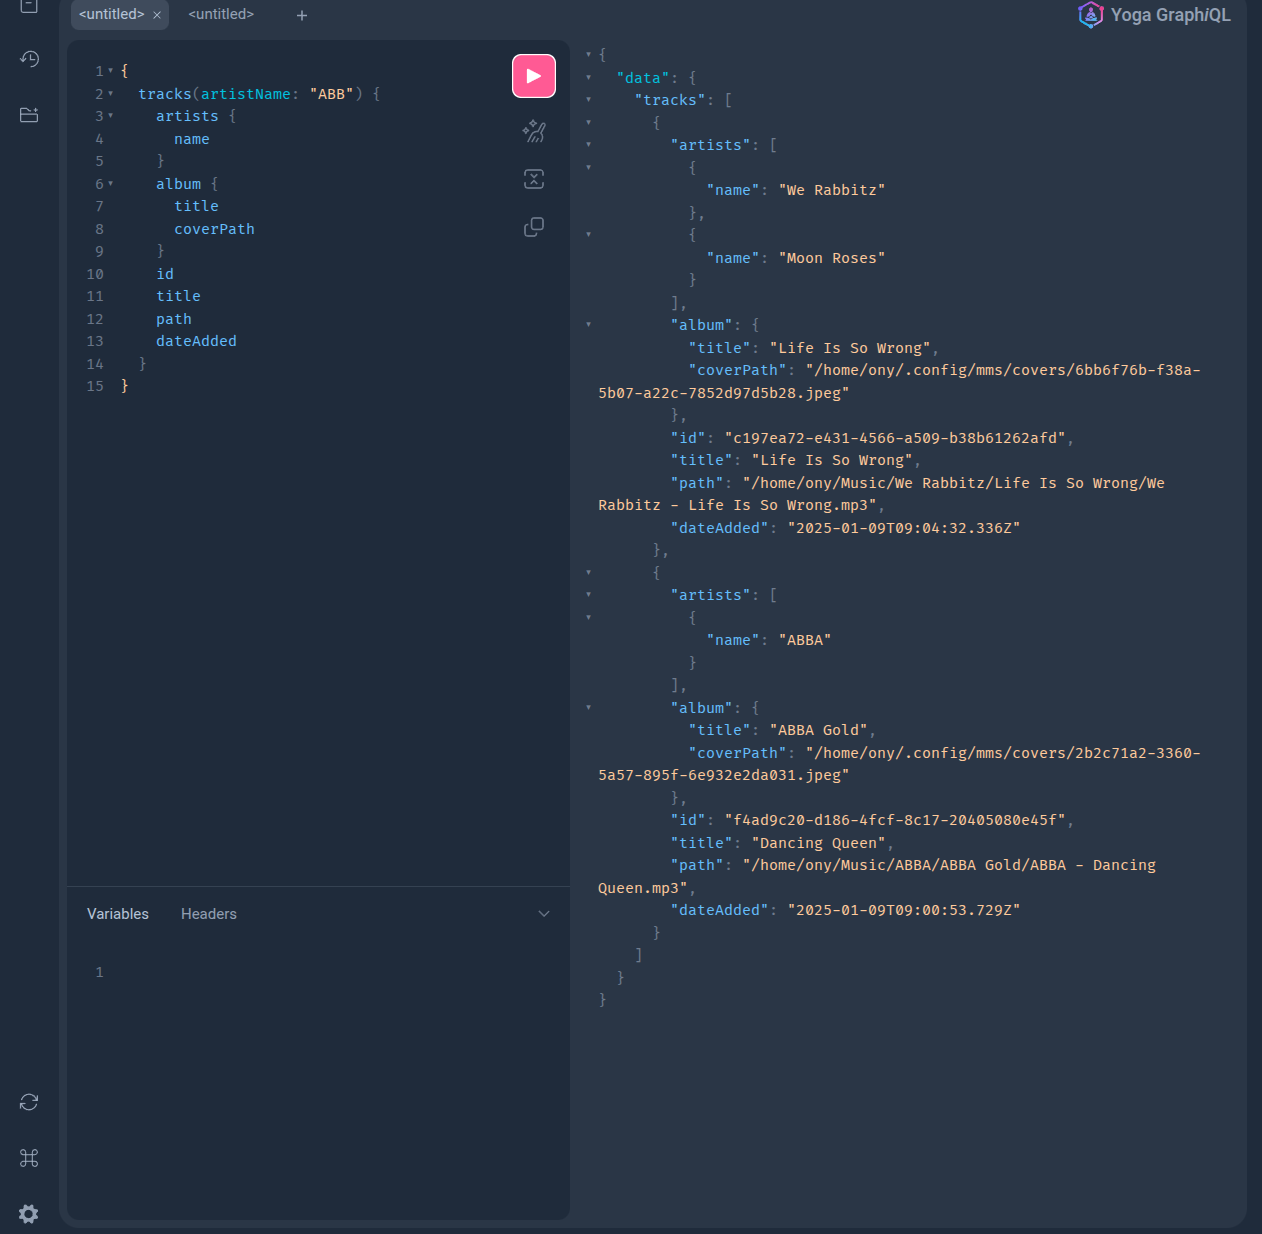 <untitled> × <untitled> +
Yoga GraphiQL
1 {
2 tracks(artistName: "ABB") {
3 artists {
4 name
5 }
6 album {
7 title
8 coverPath
9 }
10 id
11 title
12 path
13 dateAdded
14 }
15 }
Variables Headers
1
{
"data": {
"tracks": [
{
"artists": [
{
"name": "We Rabbitz"
},
{
"name": "Moon Roses"
}
],
"album": {
"title": "Life Is So Wrong",
"coverPath": "/home/ony/.config/mms/covers/6bb6f76b-f38a-
5b07-a22c-7852d97d5b28.jpeg"
},
"id": "c197ea72-e431-4566-a509-b38b61262afd",
"title": "Life Is So Wrong",
"path": "/home/ony/Music/We Rabbitz/Life Is So Wrong/We
Rabbitz - Life Is So Wrong.mp3",
"dateAdded": "2025-01-09T09:04:32.336Z"
},
{
"artists": [
{
"name": "ABBA"
}
],
"album": {
"title": "ABBA Gold",
"coverPath": "/home/ony/.config/mms/covers/2b2c71a2-3360-
5a57-895f-6e932e2da031.jpeg"
},
"id": "f4ad9c20-d186-4fcf-8c17-20405080e45f",
"title": "Dancing Queen",
"path": "/home/ony/Music/ABBA/ABBA Gold/ABBA - Dancing
Queen.mp3",
"dateAdded": "2025-01-09T09:00:53.729Z"
}
]
}
}